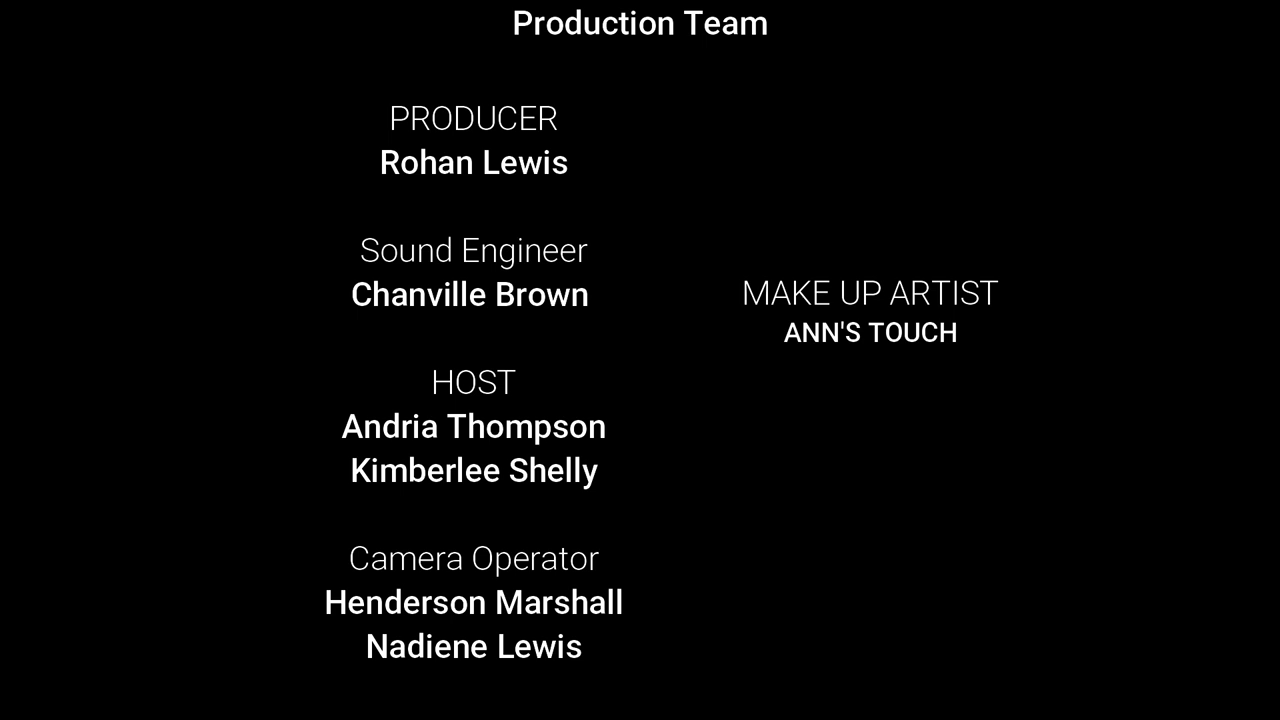 Production Team
PRODUCER
Rohan Lewis
Sound Engineer
Chanville Brown
HOST
Andria Thompson
Kimberlee Shelly
Camera Operator
Henderson Marshall
Nadiene Lewis
MAKE UP ARTIST
ANN'S TOUCH